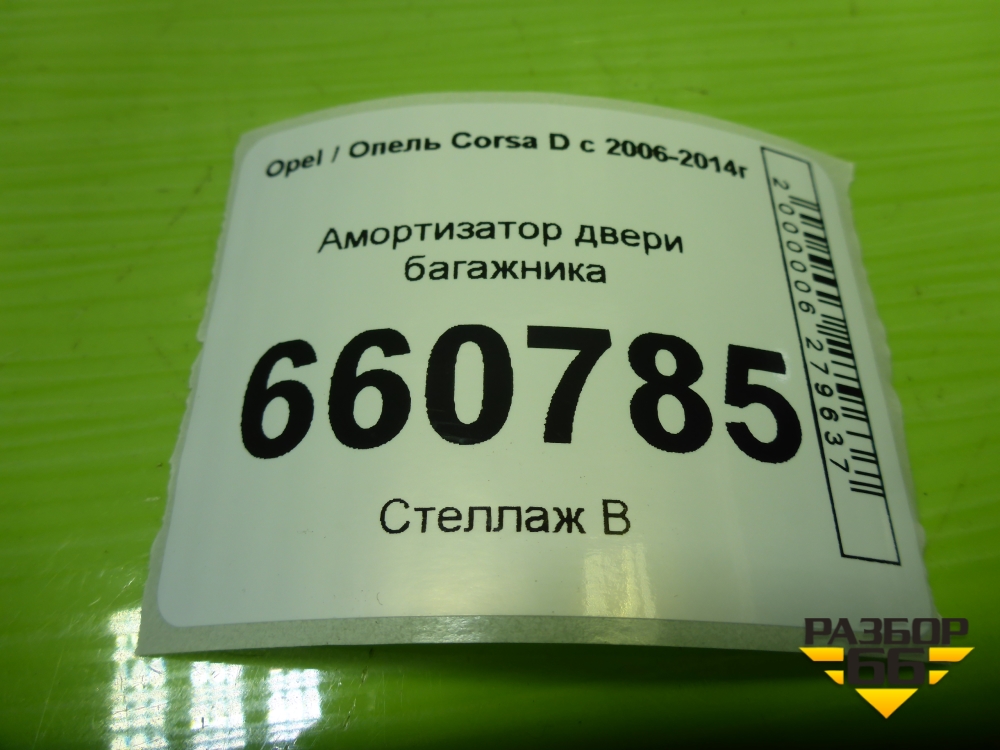 Opel / Опель Corsa D с 2006-2014г
Амортизатор двери
багажника
660785
Стеллаж В
2000006279637
РАЗБОР
66